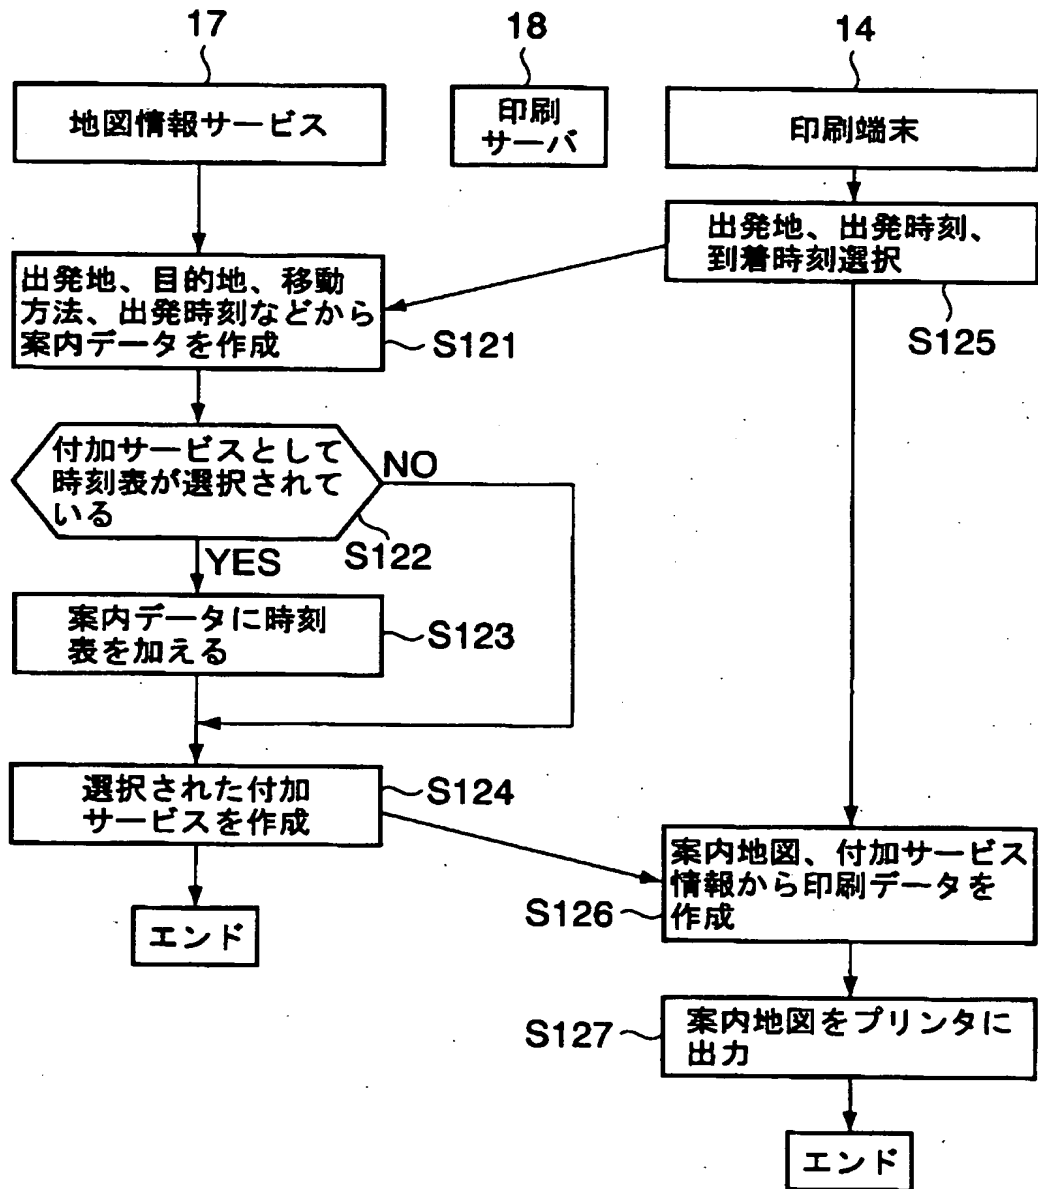 17
18
14
地図情報サービス
印刷
サーバ
印刷端末
出発地、出発時刻、
到着時刻選択
S125
出発地、目的地、移動
方法、出発時刻などから
案内データを作成
S121
付加サービスとして
時刻表が選択されて
いる
NO
S122
YES
案内データに時刻
表を加える
S123
選択された付加
サービスを作成
S124
エンド
案内地図、付加サービス
情報から印刷データを
作成
S126
案内地図をプリンタに
出力
S127
エンド